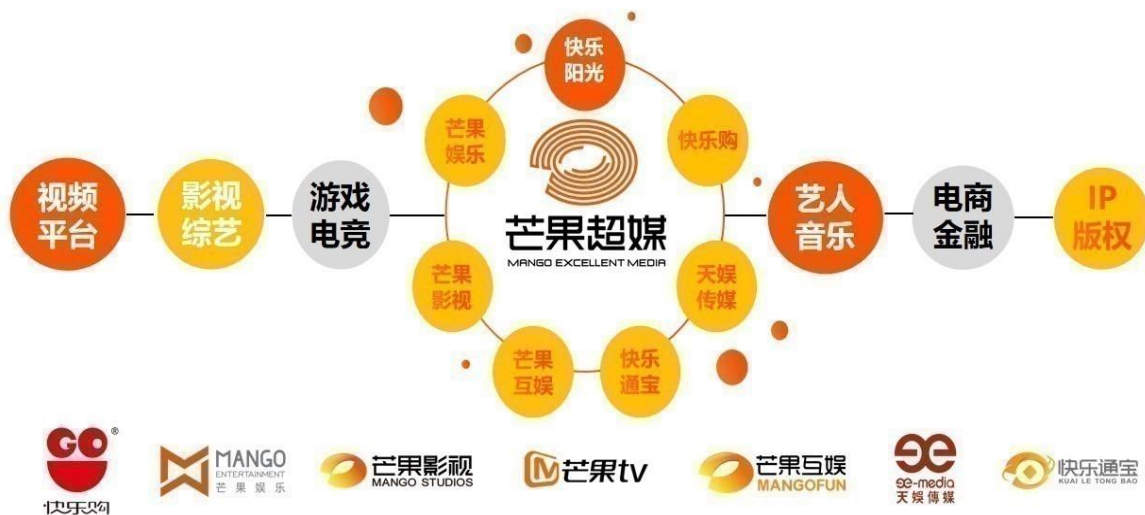 快乐
阳光
芒果
娱乐
快乐购
视频
平台
影视
综艺
游戏
电竞
芒果超媒
MANGO EXCELLENT MEDIA
艺人
音乐
电商
金融
IP
版权
芒果
影视
天娱
传媒
芒果
互娱
快乐
通宝
GO®
快乐购
MANGO
ENTERTAINMENT
芒果娱乐
芒果影视
MANGO STUDIOS
芒果tv
芒果互娱
MANGOFUN
ee-media
天娱傳媒
快乐通宝
KUAI LE TONG BAO